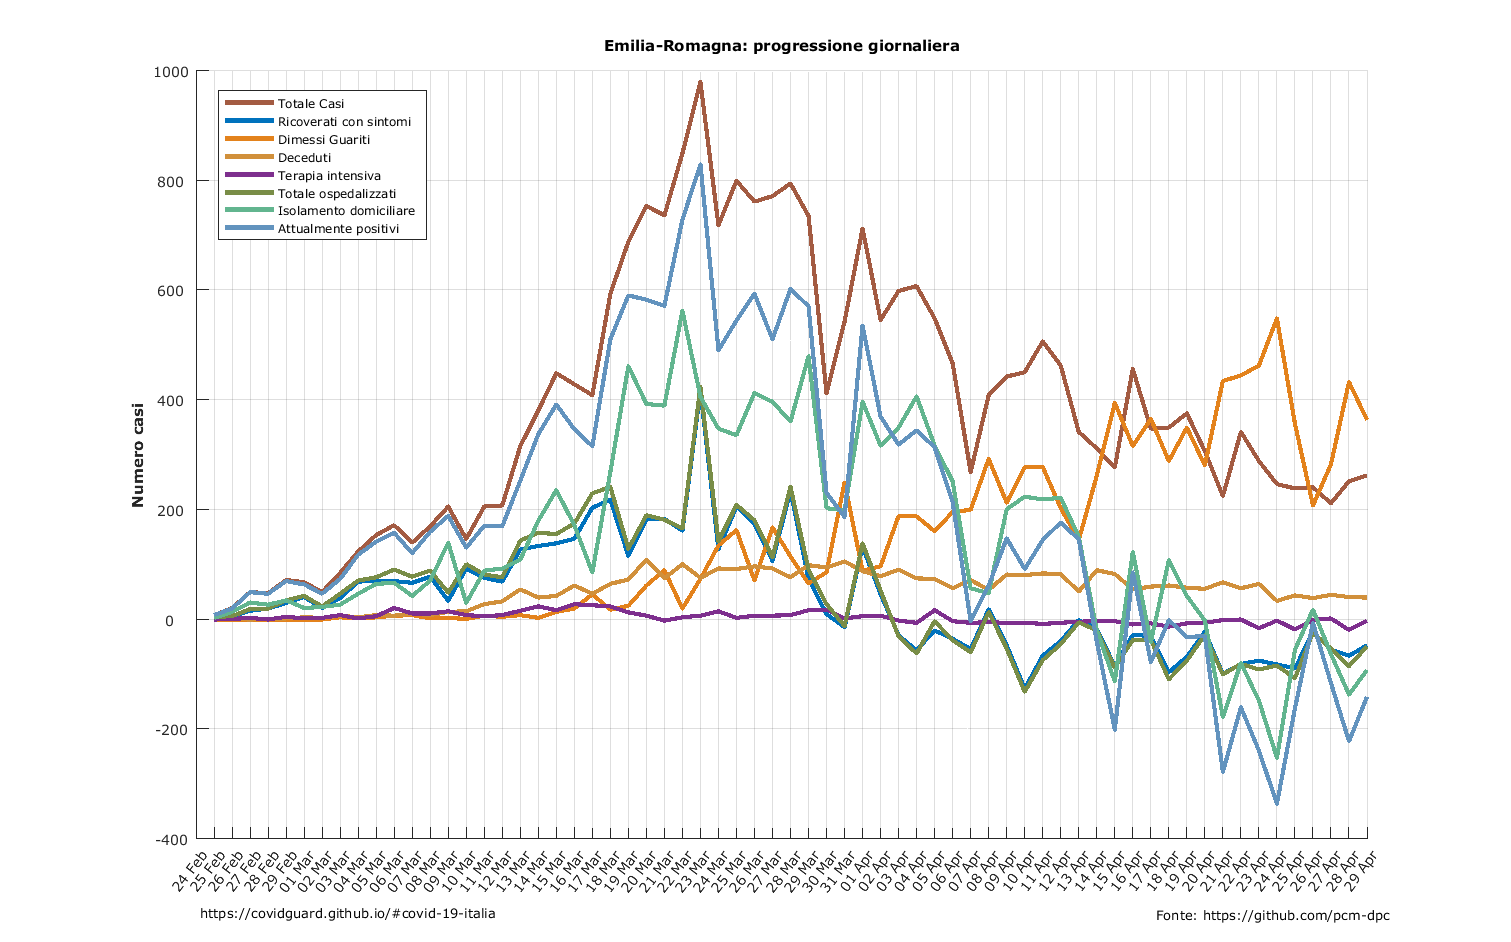 Emilia-Romagna: progressione giornaliera
1000
800
600
400
200
0
-200
-400
Numero casi
Totale Casi
Ricoverati con sintomi
Dimessi Guariti
Deceduti
Terapia intensiva
Totale ospedalizzati
Isolamento domiciliare
Attualmente positivi
24 Feb
25 Feb
26 Feb
27 Feb
28 Feb
29 Feb
01 Mar
02 Mar
03 Mar
04 Mar
05 Mar
06 Mar
07 Mar
08 Mar
09 Mar
10 Mar
11 Mar
12 Mar
13 Mar
14 Mar
15 Mar
16 Mar
17 Mar
18 Mar
19 Mar
20 Mar
21 Mar
22 Mar
23 Mar
24 Mar
25 Mar
26 Mar
27 Mar
28 Mar
29 Mar
30 Mar
31 Mar
01 Apr
02 Apr
03 Apr
04 Apr
05 Apr
06 Apr
07 Apr
08 Apr
09 Apr
10 Apr
11 Apr
12 Apr
13 Apr
14 Apr
15 Apr
16 Apr
17 Apr
18 Apr
19 Apr
20 Apr
21 Apr
22 Apr
23 Apr
24 Apr
25 Apr
26 Apr
27 Apr
28 Apr
29 Apr
https://covidguard.github.io/#covid-19-italia
Fonte: https://github.com/pcm-dpc